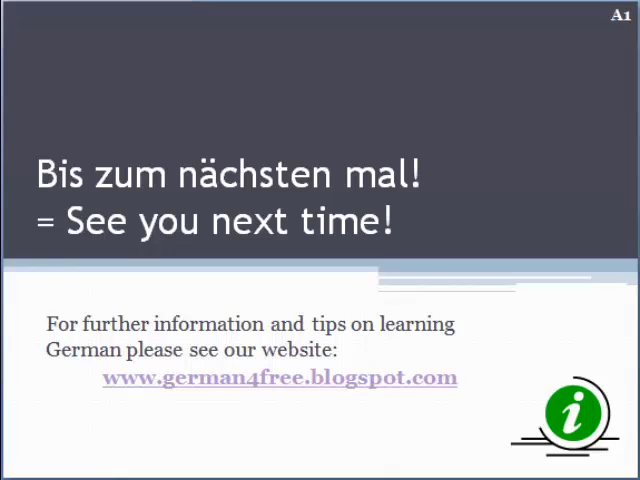 A1
Bis zum nächsten mal!
= See you next time!
For further information and tips on learning
German please see our website:
www.german4free.blogspot.com
i